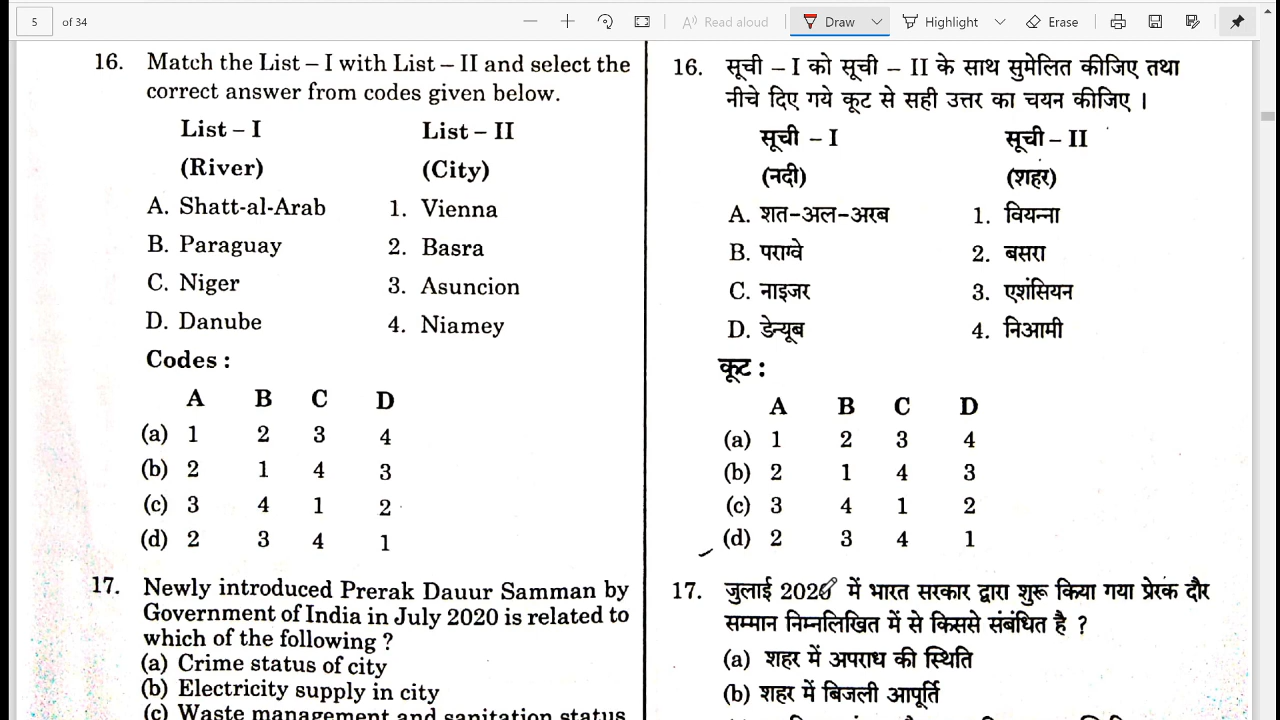 5 of 34 Read aloud Draw Highlight Erase
16. Match the List – I with List – II and select the
correct answer from codes given below.
List – I List – II
(River) (City)
A. Shatt-al-Arab 1. Vienna
B. Paraguay 2. Basra
C. Niger 3. Asuncion
D. Danube 4. Niamey
Codes :
A B C D
(a) 1 2 3 4
(b) 2 1 4 3
(c) 3 4 1 2
(d) 2 3 4 1
17. Newly introduced Prerak Dauur Samman by
Government of India in July 2020 is related to
which of the following ?
(a) Crime status of city
(b) Electricity supply in city
(c) Waste management and sanitation status
16. सूची – I को सूची – II के साथ सुमेलित कीजिए तथा
नीचे दिए गये कूट से सही उत्तर का चयन कीजिए ।
सूची – I सूची – II
(नदी) (शहर)
A. शत-अल-अरब 1. वियन्ना
B. पराग्वे 2. बसरा
C. नाइजर 3. एशंसियन
D. डेन्यूब 4. निआमी
कूट :
A B C D
(a) 1 2 3 4
(b) 2 1 4 3
(c) 3 4 1 2
(d) 2 3 4 1
17. जुलाई 2020 में भारत सरकार द्वारा शुरू किया गया प्रेरक दौर
सम्मान निम्नलिखित में से किससे संबंधित है ?
(a) शहर में अपराध की स्थिति
(b) शहर में बिजली आपूर्ति